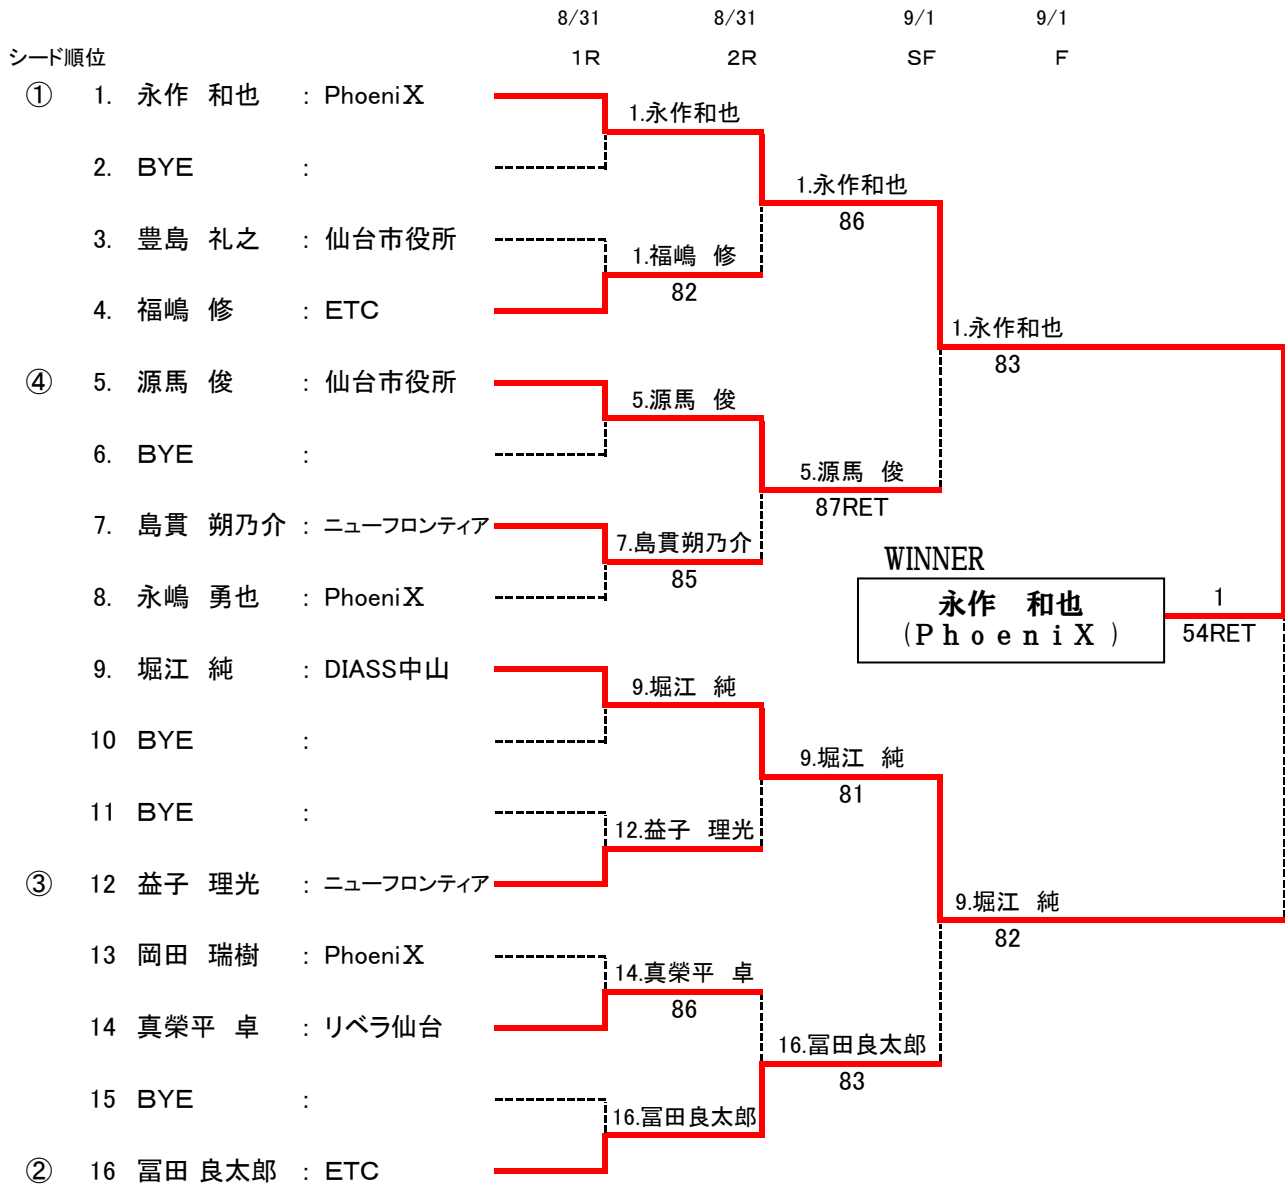 8/31 8/31 9/1 9/1
シード順位 1R 2R SF F
① 1. 永作 和也 : PhoeniX
1.永作和也
2. BYE :
1.永作和也
86
3. 豊島 礼之 : 仙台市役所
1.福嶋 修
82
4. 福嶋 修 : ETC
1.永作和也
83
④ 5. 源馬 俊 : 仙台市役所
5.源馬 俊
6. BYE :
5.源馬 俊
87RET
7. 島貫 朔乃介 : ニューフロンティア
7.島貫朔乃介
85
8. 永嶋 勇也 : PhoeniX
WINNER
永作 和也
(PhoeniX)
1
54RET
9. 堀江 純 : DIASS中山
9.堀江 純
10 BYE :
9.堀江 純
81
11 BYE :
12.益子 理光
③ 12 益子 理光 : ニューフロンティア
9.堀江 純
82
13 岡田 瑞樹 : PhoeniX
14.真榮平 卓
86
14 真榮平 卓 : リベラ仙台
16.冨田良太郎
83
15 BYE :
16.冨田良太郎
② 16 冨田 良太郎 : ETC